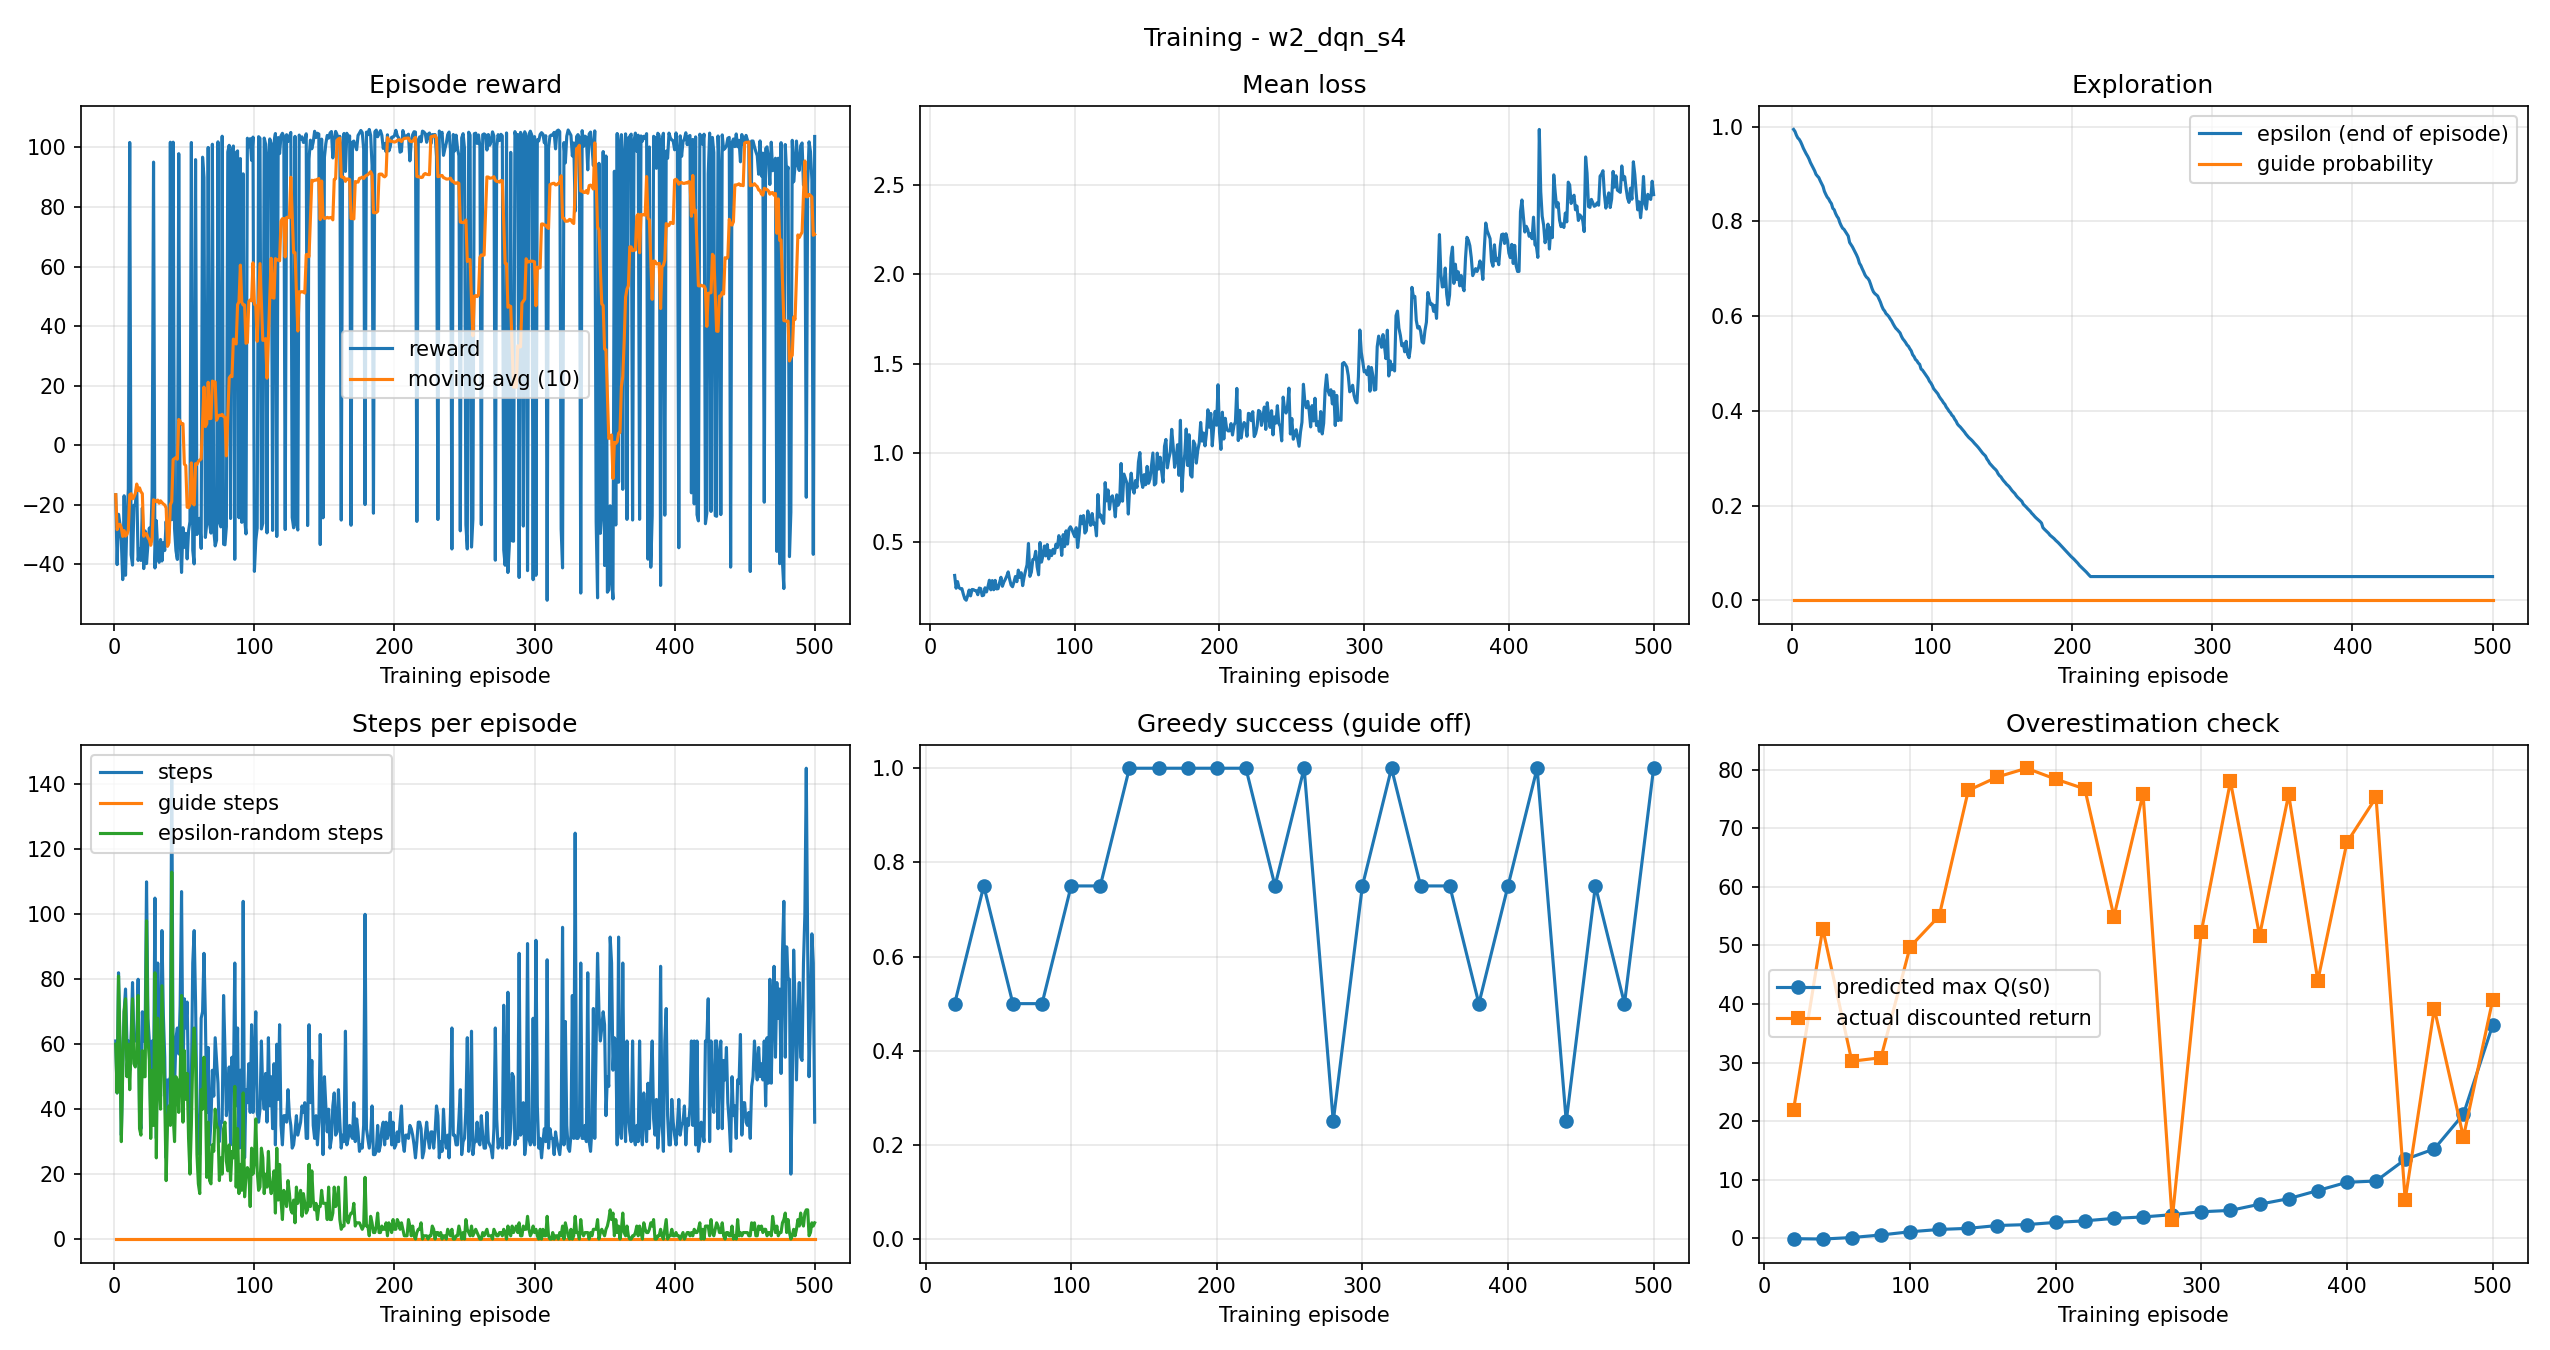 Training - w2_dqn_s4
Episode reward
100
80
60
40
20
0
−20
−40
reward
moving avg (10)
0 100 200 300 400 500
Training episode
Mean loss
2.5
2.0
1.5
1.0
0.5
0 100 200 300 400 500
Training episode
Exploration
1.0
0.8
0.6
0.4
0.2
0.0
epsilon (end of episode)
guide probability
0 100 200 300 400 500
Training episode
Steps per episode
140
120
100
80
60
40
20
0
steps
guide steps
epsilon-random steps
0 100 200 300 400 500
Training episode
Greedy success (guide off)
1.0
0.8
0.6
0.4
0.2
0.0
0 100 200 300 400 500
Training episode
Overestimation check
80
70
60
50
40
30
20
10
0
predicted max Q(s0)
actual discounted return
0 100 200 300 400 500
Training episode